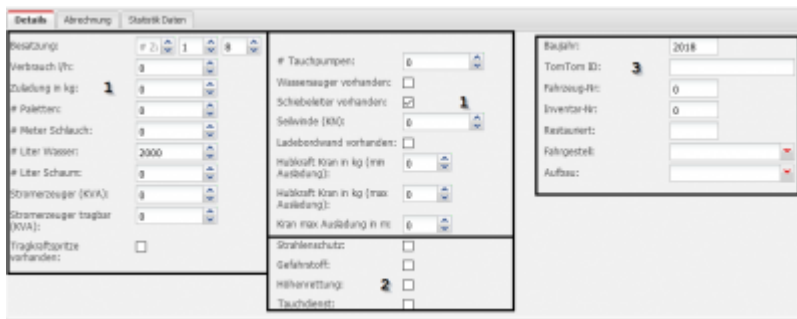 Details Abrechnung Statistik Daten
Besatzung: 1 8
Verbrauch l/h: 0
Zuladung in kg: 0
1
# Paletten: 0
# Meter Schlauch: 0
# Liter Wasser: 2000
# Liter Schaum: 0
Stromerzeuger (KVA): 0
Stromerzeuger tragbar (KVA): 0
Tragkraftspritze
vorhanden:
# Tauchpumpen: 0
Wassersauger vorhanden:
Schiebeleiter vorhanden:
1
Seilwinde (KN): 0
Ladebordwand vorhanden:
Hubkraft Kran in kg (min
Ausladung): 0
Hubkraft Kran in kg (max
Ausladung): 0
Kran max Ausladung in m: 0
Strahlenschutz:
Gefahrstoff:
Höhenrettung:
2
Tauchdienst:
Baujahr: 2018
TomTom ID:
3
Fahrzeug-Nr: 0
Inventar-Nr: 0
Restauriert:
Fahrgestell:
Aufbau: